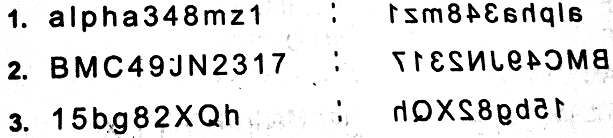 1. alpha348mz1 : alpha348mz1
2. BMC49JN2317 : BMC49JN2317
3. 15bg82XQh : 15bg82XQh